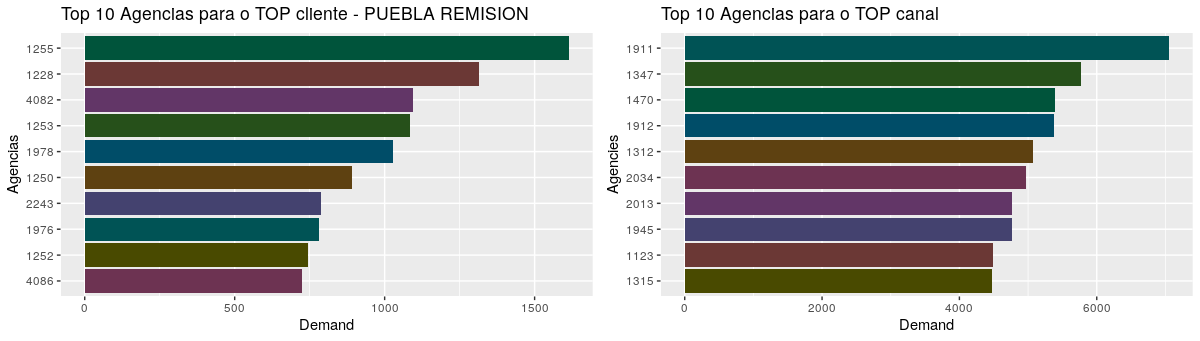 Top 10 Agencias para o TOP cliente - PUEBLA REMISION
Agencias
1255
1228
4082
1253
1978
1250
2243
1976
1252
4086
0 500 1000 1500
Demand
Top 10 Agencias para o TOP canal
Agencies
1911
1347
1470
1912
1312
2034
2013
1945
1123
1315
0 2000 4000 6000
Demand